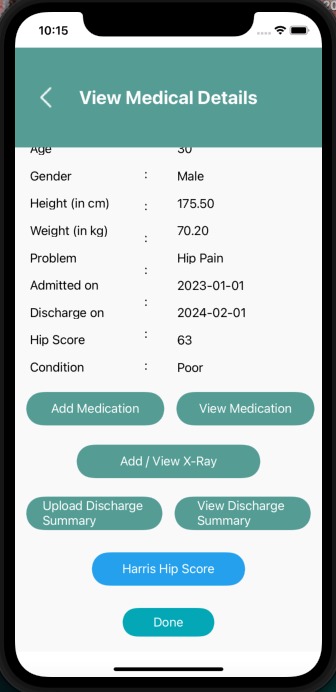 10:15
View Medical Details
Age 30
Gender : Male
Height (in cm) : 175.50
Weight (in kg) : 70.20
Problem : Hip Pain
Admitted on : 2023-01-01
Discharge on : 2024-02-01
Hip Score : 63
Condition : Poor
Add Medication View Medication
Add / View X-Ray
Upload Discharge Summary View Discharge Summary
Harris Hip Score
Done